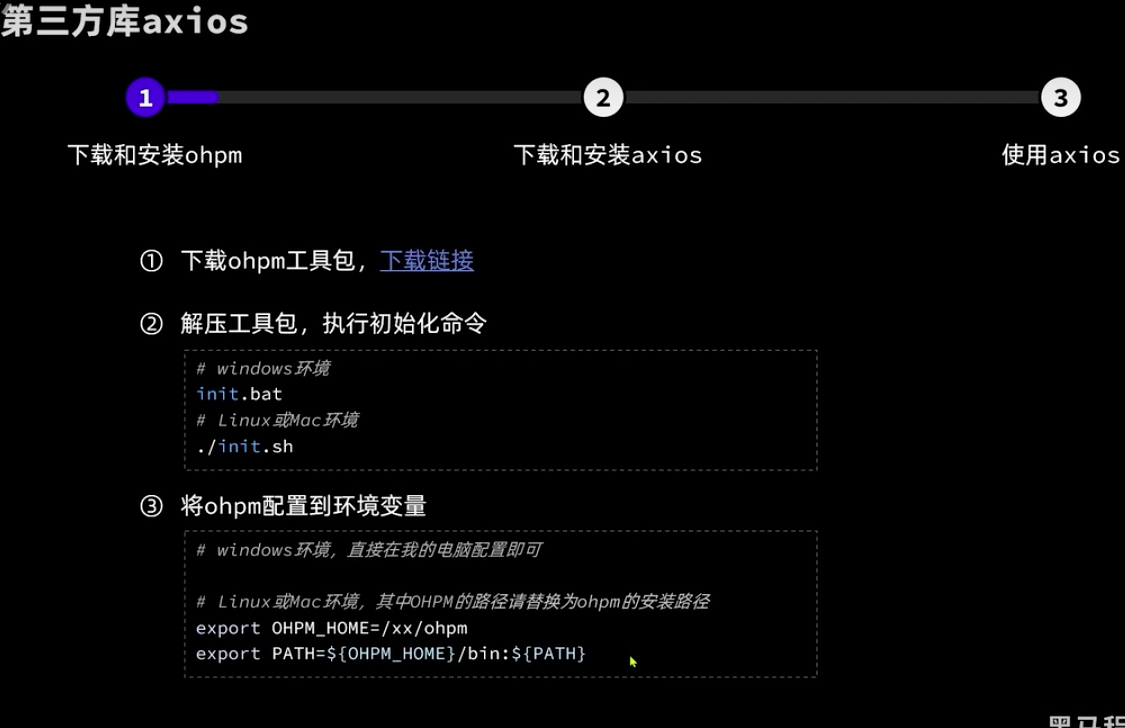 第三方库axios
1
2
3
下载和安装ohpm
下载和安装axios
使用axios
① 下载ohpm工具包，下载链接
② 解压工具包，执行初始化命令
# windows环境
init.bat
# Linux或Mac环境
./init.sh
③ 将ohpm配置到环境变量
# windows环境，直接在我的电脑配置即可
# Linux或Mac环境，其中OHPM的路径请替换为ohpm的安装路径
export OHPM_HOME=/xx/ohpm
export PATH=${OHPM_HOME}/bin:${PATH}
黑马程